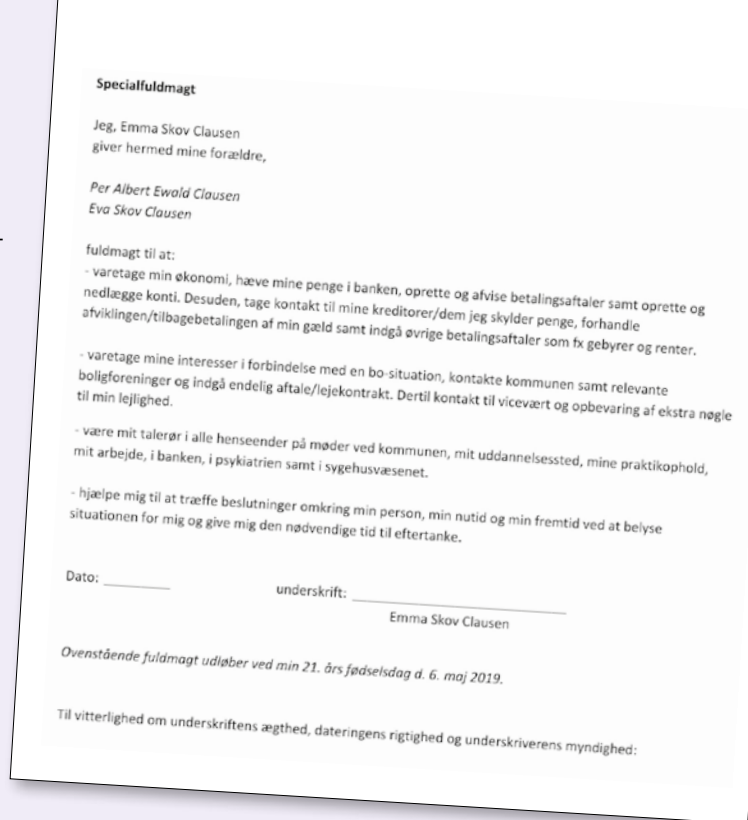 Specialfuldmagt
Jeg, Emma Skov Clausen
giver hermed mine forældre,
Per Albert Ewald Clausen
Eva Skov Clausen
fuldmagt til at:
- varetage min økonomi, hæve mine penge i banken, oprette og afvise betalingsaftaler samt oprette og
nedlægge konti. Desuden, tage kontakt til mine kreditorer/dem jeg skylder penge, forhandle
afviklingen/tilbagebetalingen af min gæld samt indgå øvrige betalingsaftaler som fx gebyrer og renter.
- varetage mine interesser i forbindelse med en bo-situation, kontakte kommunen samt relevante
boligforeninger og indgå endelig aftale/lejekontrakt. Dertil kontakt til vicevært og opbevaring af ekstra nøgle
til min lejlighed.
- være mit talerør i alle henseender på møder ved kommunen, mit uddannelsessted, mine praktikophold,
mit arbejde, i banken, i psykiatrien samt i sygehusvæsenet.
- hjælpe mig til at træffe beslutninger omkring min person, min nutid og min fremtid ved at belyse
situationen for mig og give mig den nødvendige tid til eftertanke.
Dato: ________ underskrift: ________________________
Emma Skov Clausen
Ovenstående fuldmagt udløber ved min 21. års fødselsdag d. 6. maj 2019.
Til vitterlighed om underskriftens ægthed, dateringens rigtighed og underskriverens myndighed: